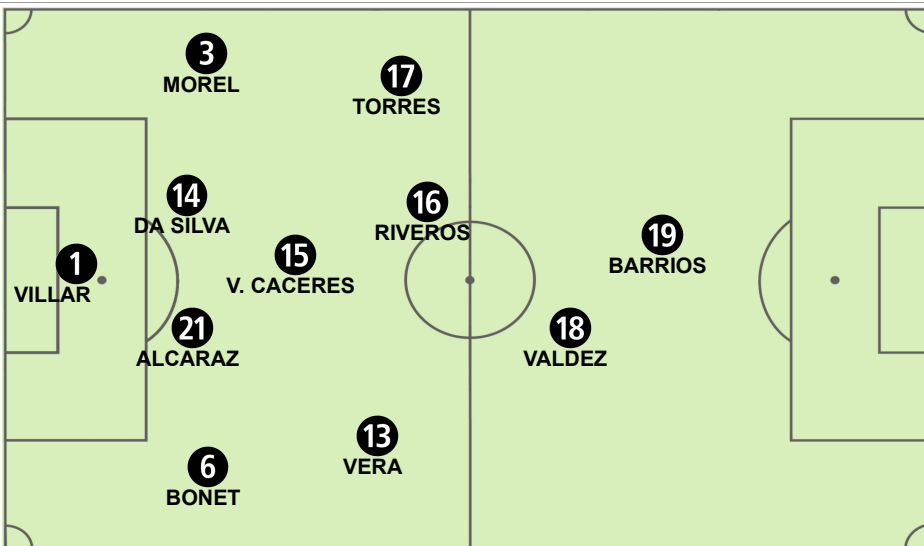 3
MOREL
17
TORRES
14
DA SILVA
16
RIVEROS
1
VILLAR
15
V. CACERES
19
BARRIOS
21
ALCARAZ
18
VALDEZ
13
VERA
6
BONET